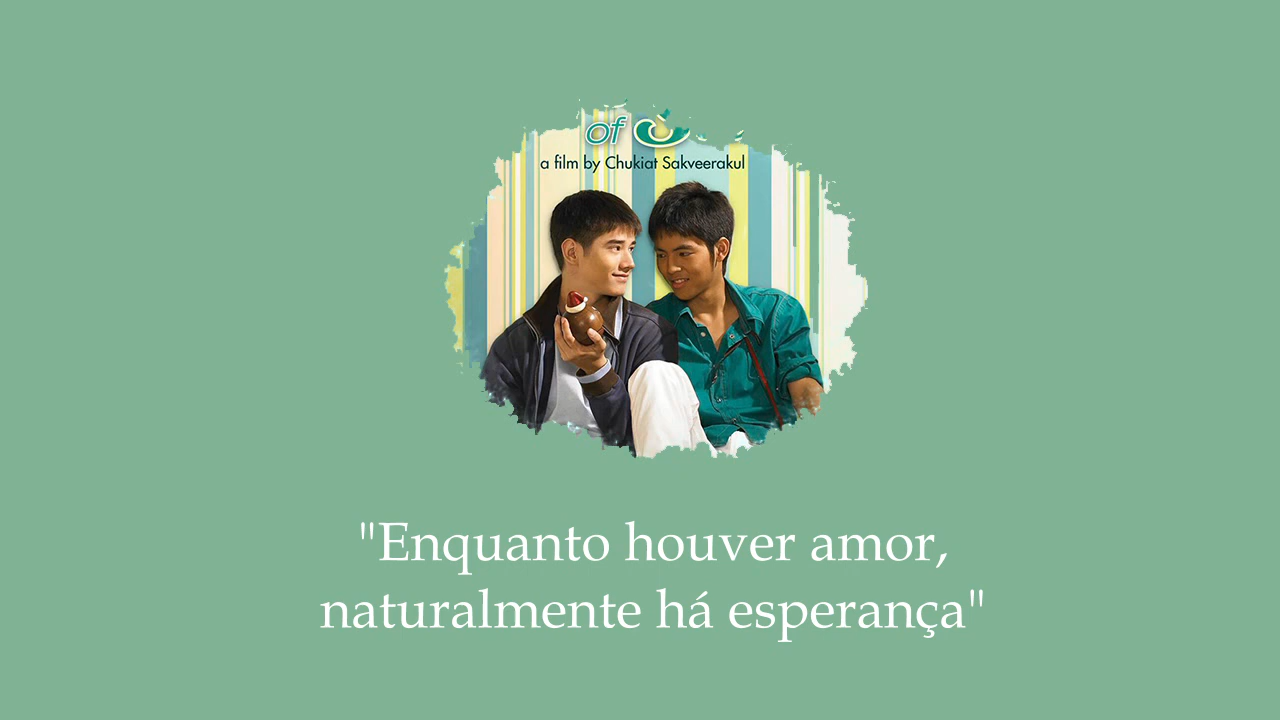 of
a film by Chukiat Sakveerakul
"Enquanto houver amor,
naturalmente há esperança"